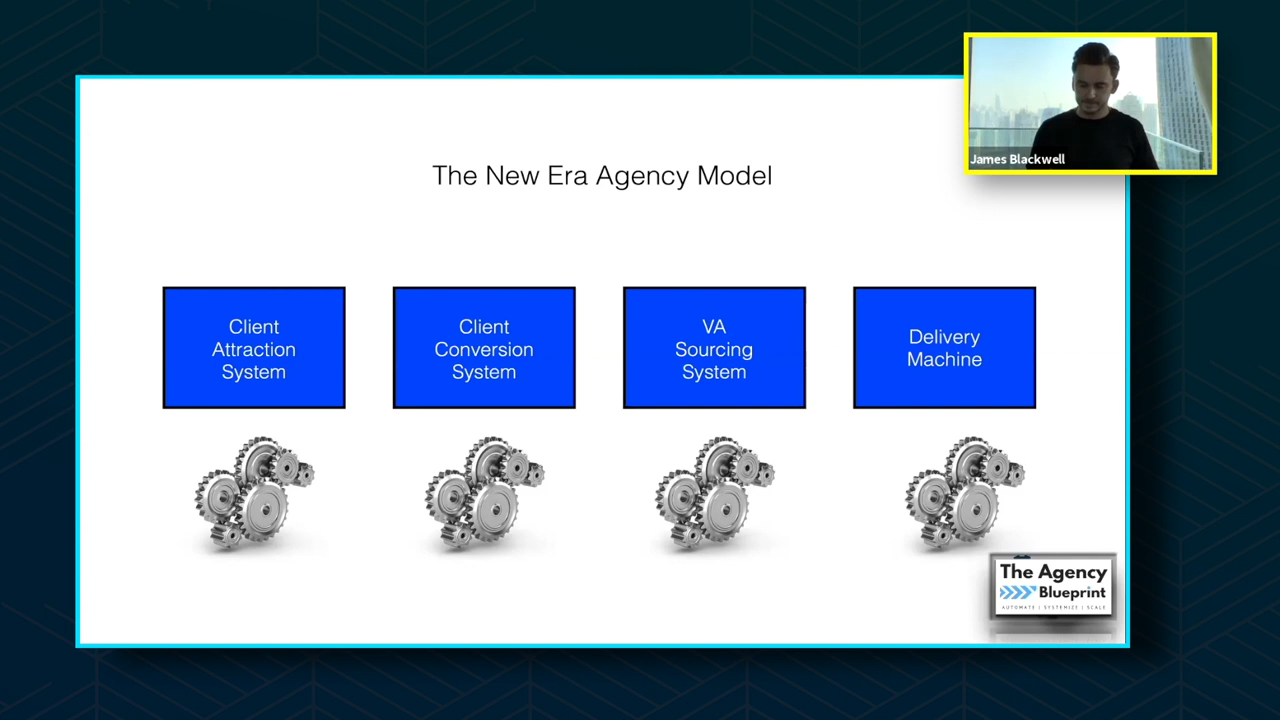 James Blackwell
The New Era Agency Model
Client
Attraction
System
Client
Conversion
System
VA
Sourcing
System
Delivery
Machine
The Agency
Blueprint
AUTOMATE | SYSTEMIZE | SCALE